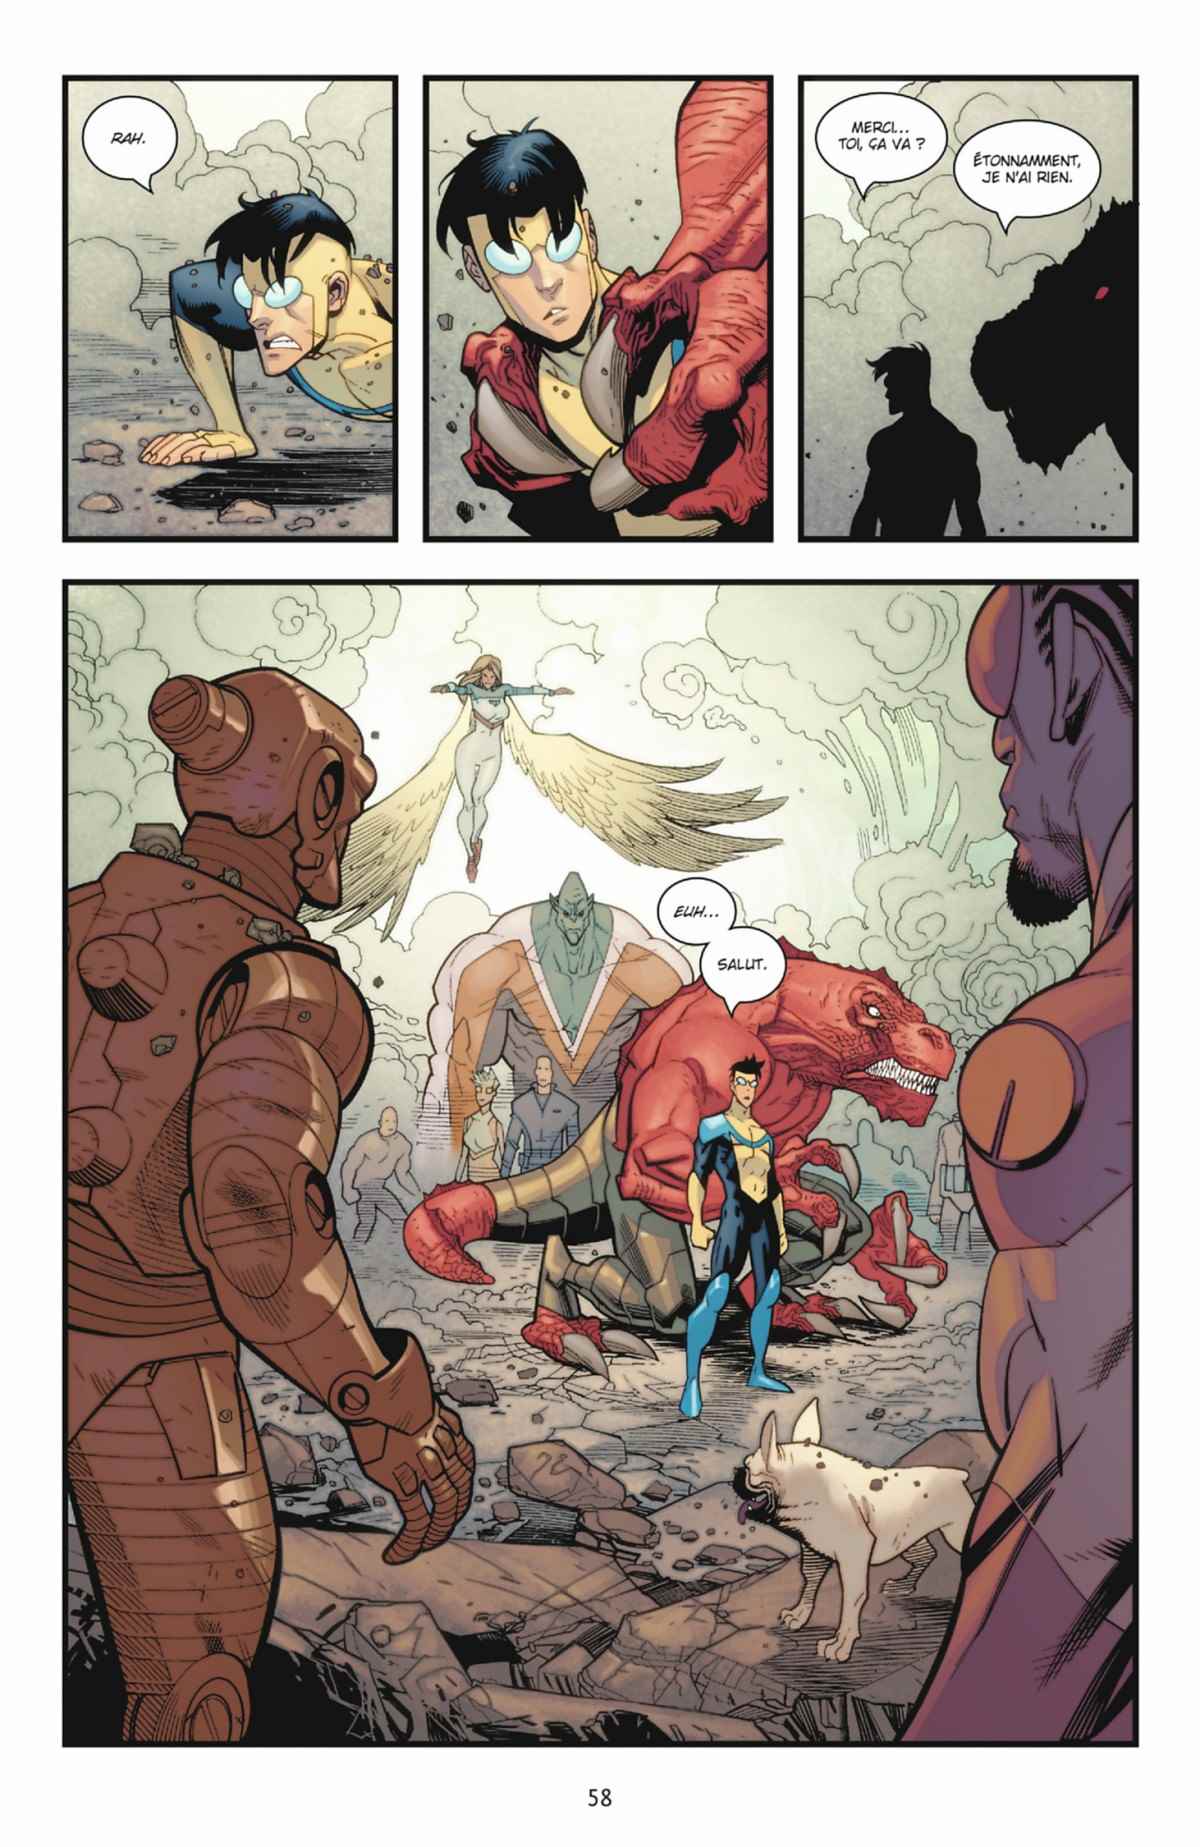 RAH.
MERCI...
TOI, ÇA VA ?
ÉTONNAMMENT,
JE N'AI RIEN.
EUH...
SALUT.
58